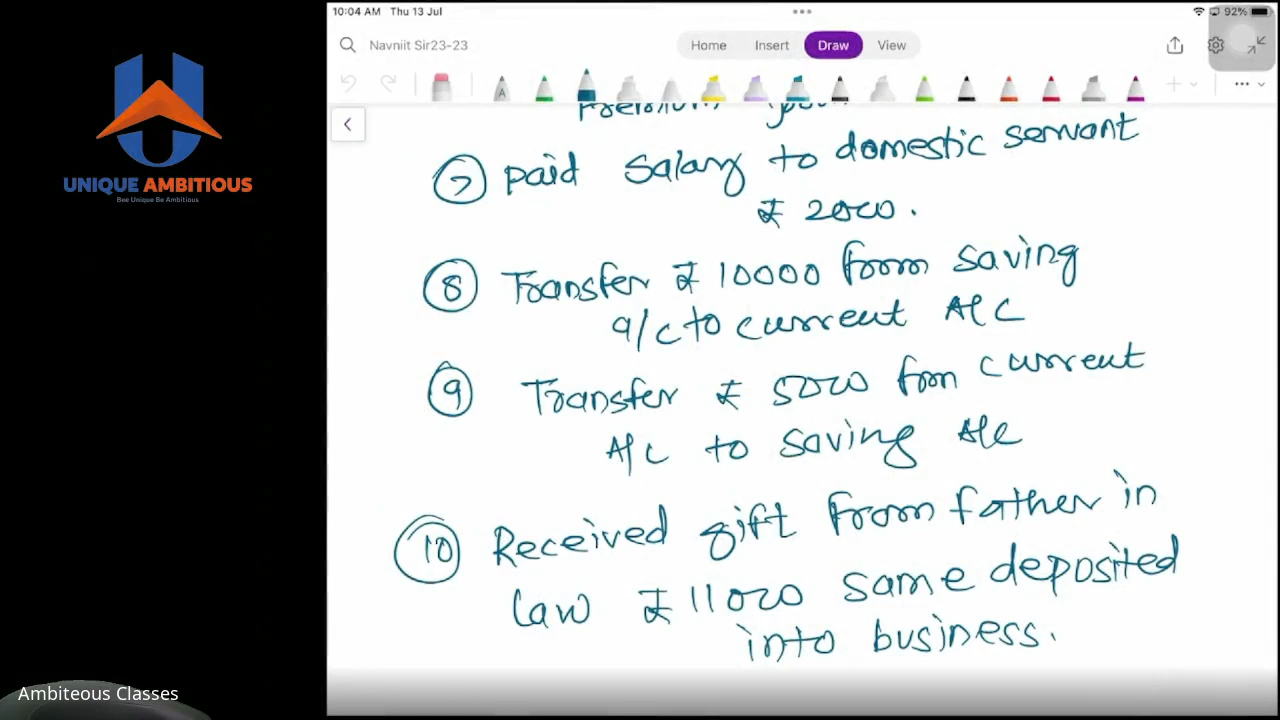 10:04 AM Thu 13 Jul
92%
Navniit Sir23-23
Home Insert Draw View
A
UNIQUE AMBITIOUS
Bee Unique Be Ambitious
7 paid salary to domestic servant
₹ 2000.
8 Transfer ₹ 10000 from saving
a/c to current A/C
9 Transfer ₹ 5000 from current
A/C to saving A/C
10 Received gift from father in
law ₹ 11000 same deposited
into business.
Ambiteous Classes